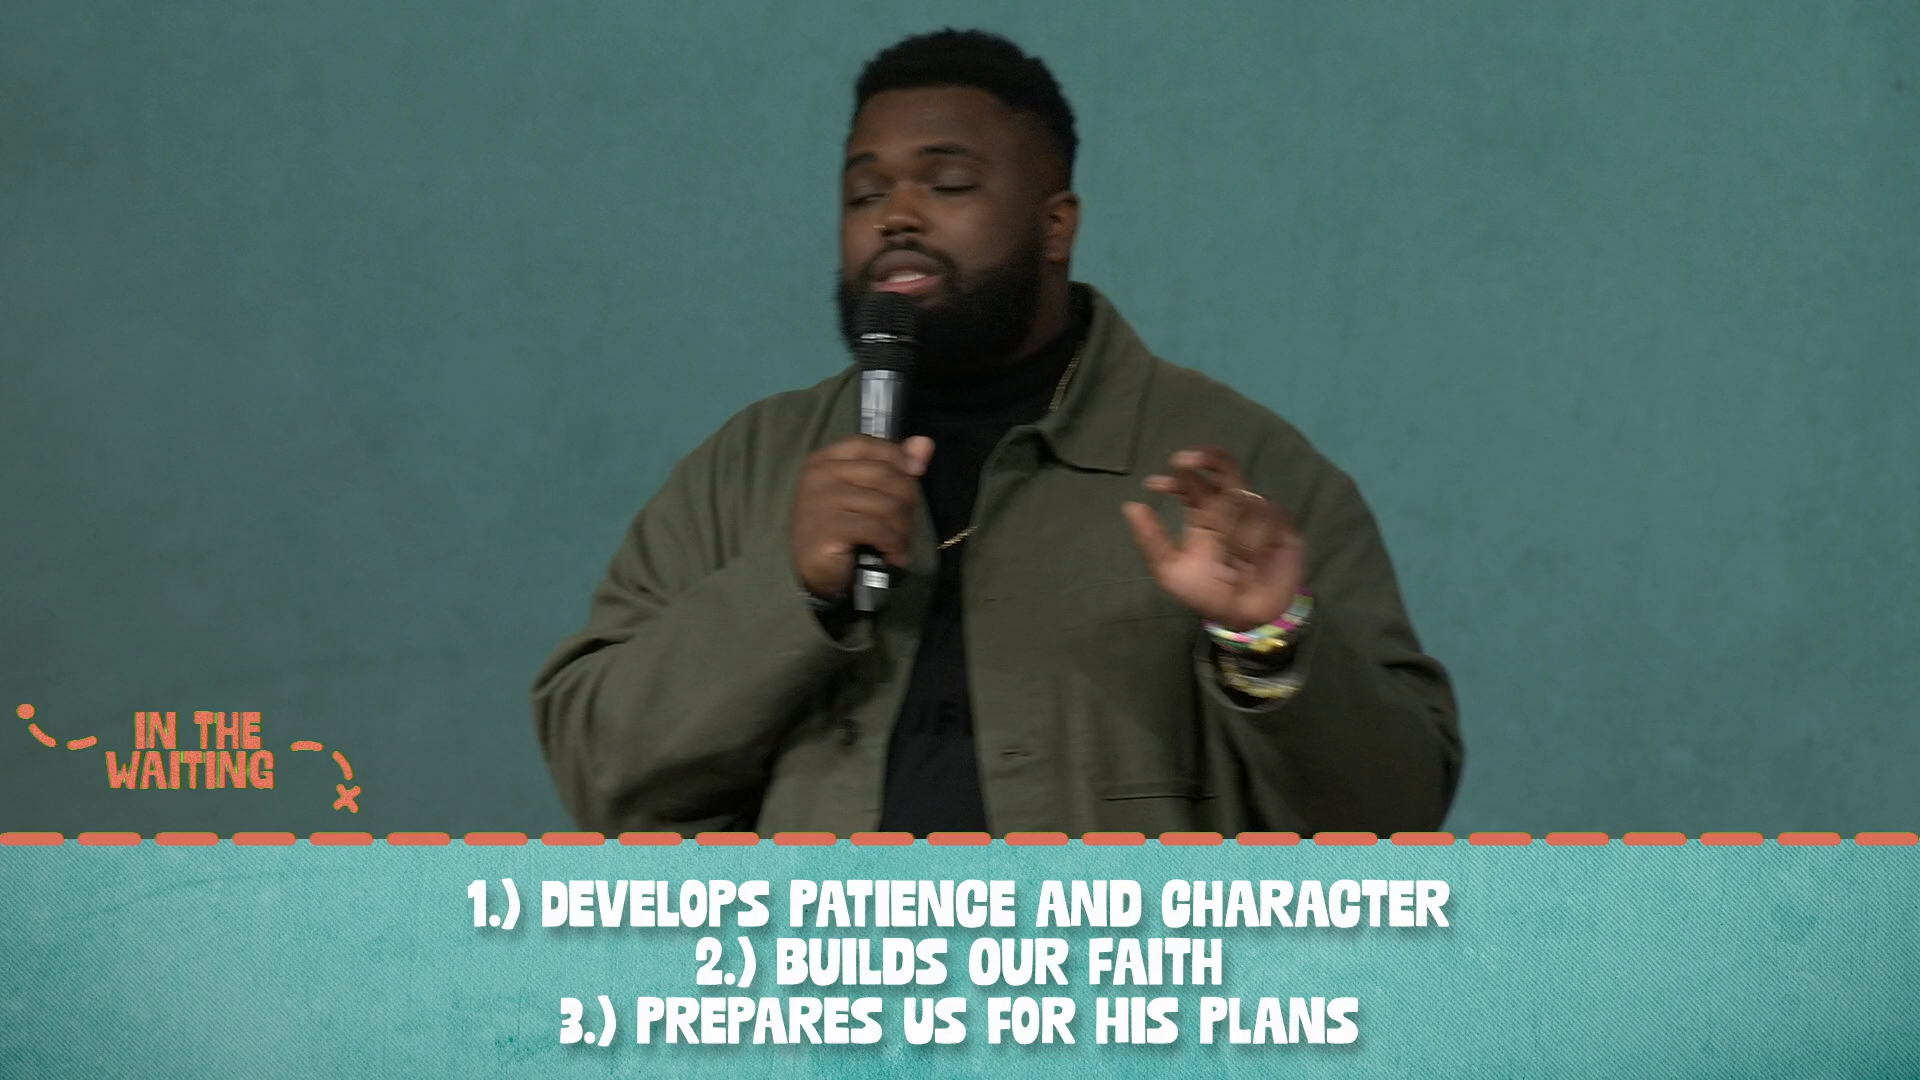 IN THE
WAITING
1.) DEVELOPS PATIENCE AND CHARACTER
2.) BUILDS OUR FAITH
3.) PREPARES US FOR HIS PLANS